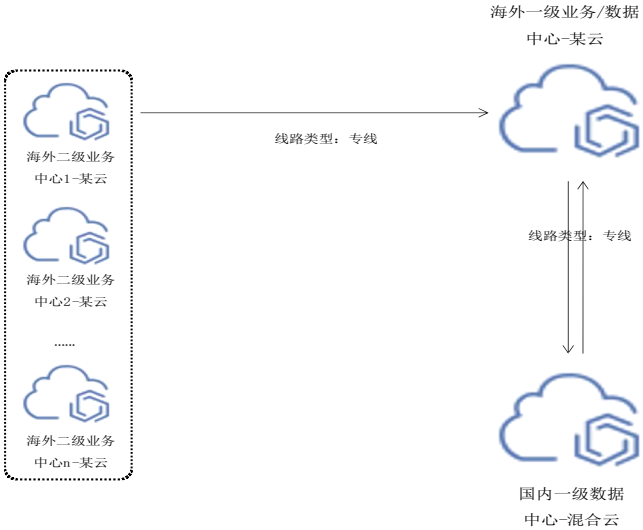 海外一级业务/数据
中心-某云
线路类型：专线
海外二级业务
中心1-某云
线路类型：专线
海外二级业务
中心2-某云
......
海外二级业务
中心n-某云
国内一级数据
中心-混合云